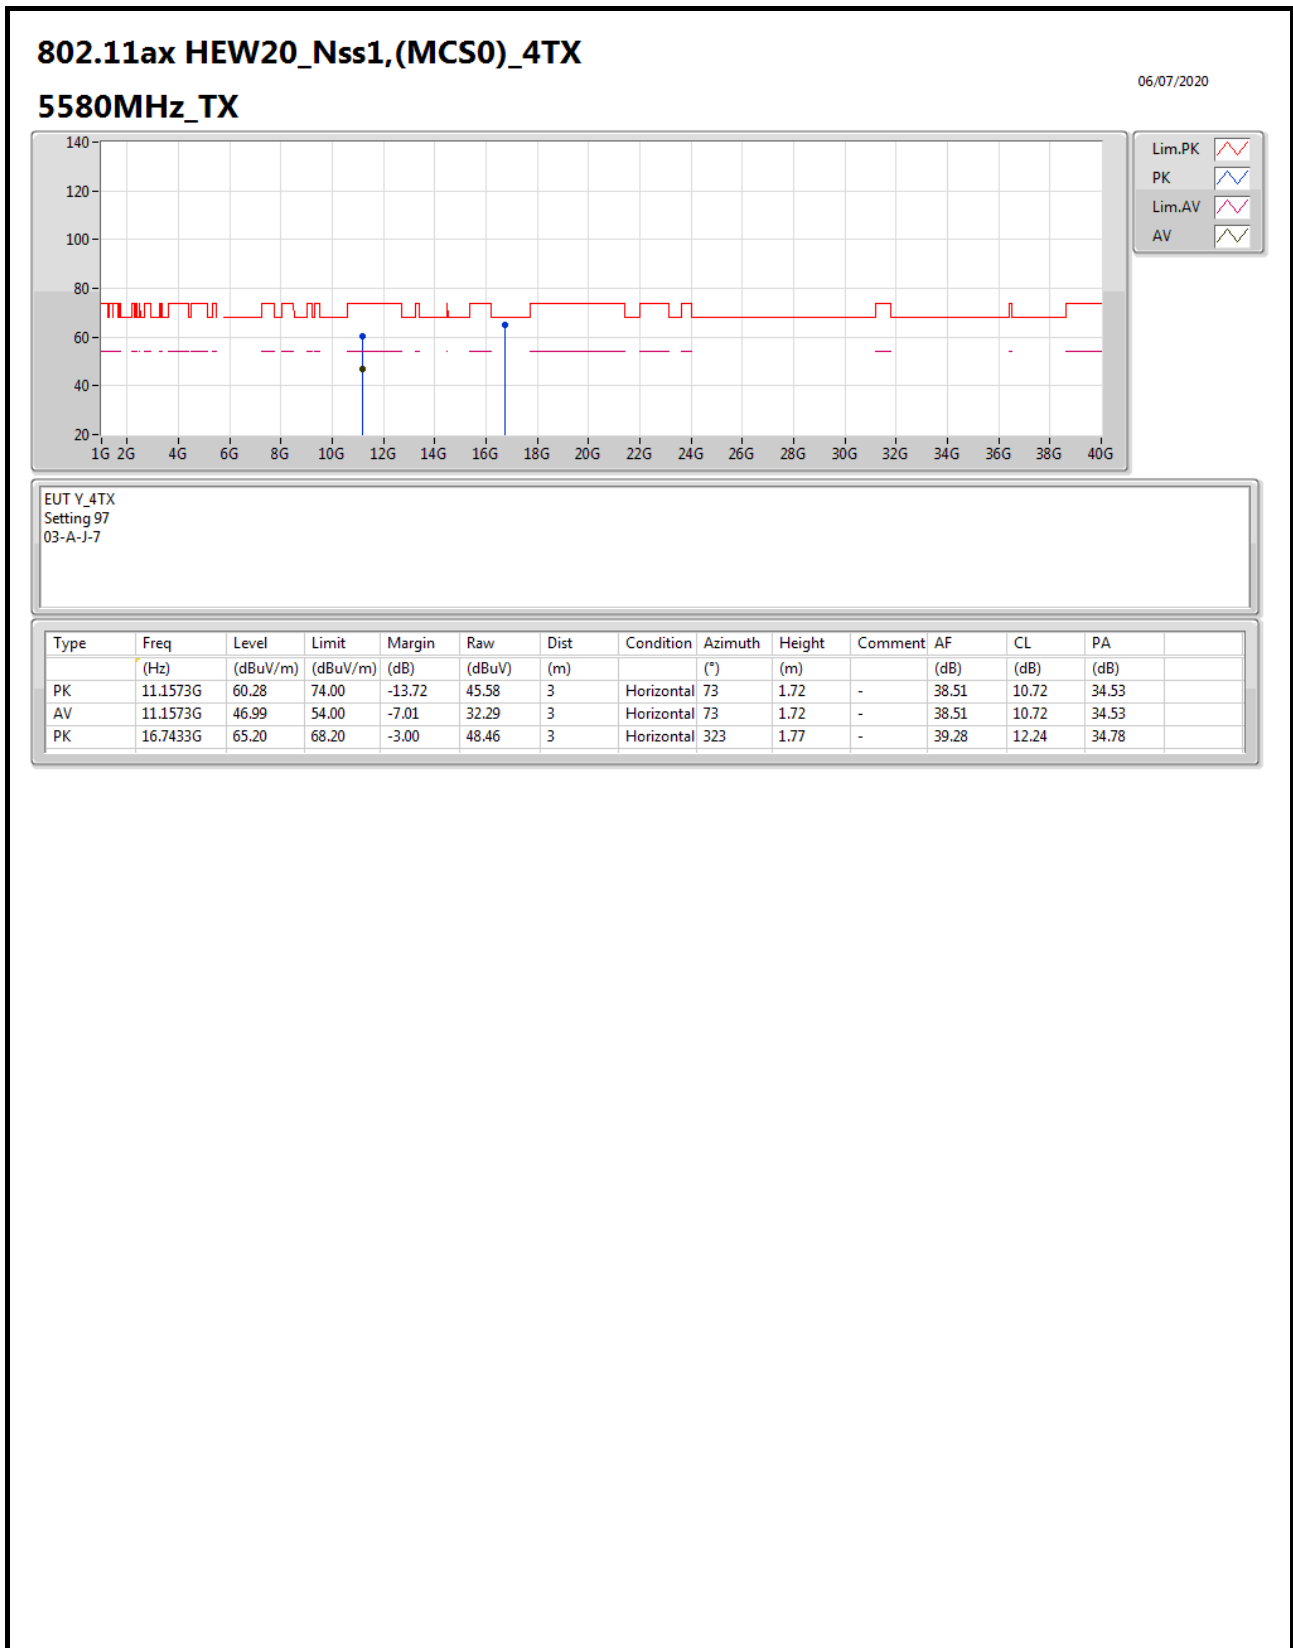 802.11ax HEW20_Nss1,(MCS0)_4TX
06/07/2020
5580MHz_TX
140
120
100
80
60
40
20
1G 2G 4G 6G 8G 10G 12G 14G 16G 18G 20G 22G 24G 26G 28G 30G 32G 34G 36G 38G 40G
Lim.PK
PK
Lim.AV
AV
EUT Y_4TX
Setting 97
03-A-J-7
Type Freq Level Limit Margin Raw Dist Condition Azimuth Height Comment AF CL PA
(Hz) (dBuV/m) (dBuV/m) (dB) (dBuV) (m) (°) (m) (dB) (dB) (dB)
PK 11.1573G 60.28 74.00 -13.72 45.58 3 Horizontal 73 1.72 - 38.51 10.72 34.53
AV 11.1573G 46.99 54.00 -7.01 32.29 3 Horizontal 73 1.72 - 38.51 10.72 34.53
PK 16.7433G 65.20 68.20 -3.00 48.46 3 Horizontal 323 1.77 - 39.28 12.24 34.78